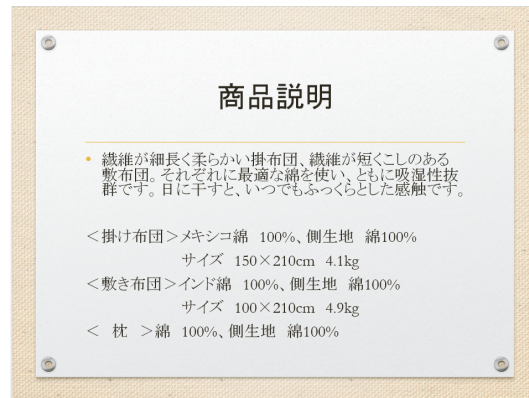 商品説明
• 繊維が細長く柔らかい掛布団、繊維が短くこしのある
敷布団。それぞれに最適な綿を使い、ともに吸湿性抜
群です。日に干すと、いつでもふっくらとした感触です。
＜掛け布団＞メキシコ綿　100%、側生地　綿100%
サイズ　150×210cm　4.1kg
＜敷き布団＞インド綿　100%、側生地　綿100%
サイズ　100×210cm　4.9kg
＜　枕　＞綿　100%、側生地　綿100%